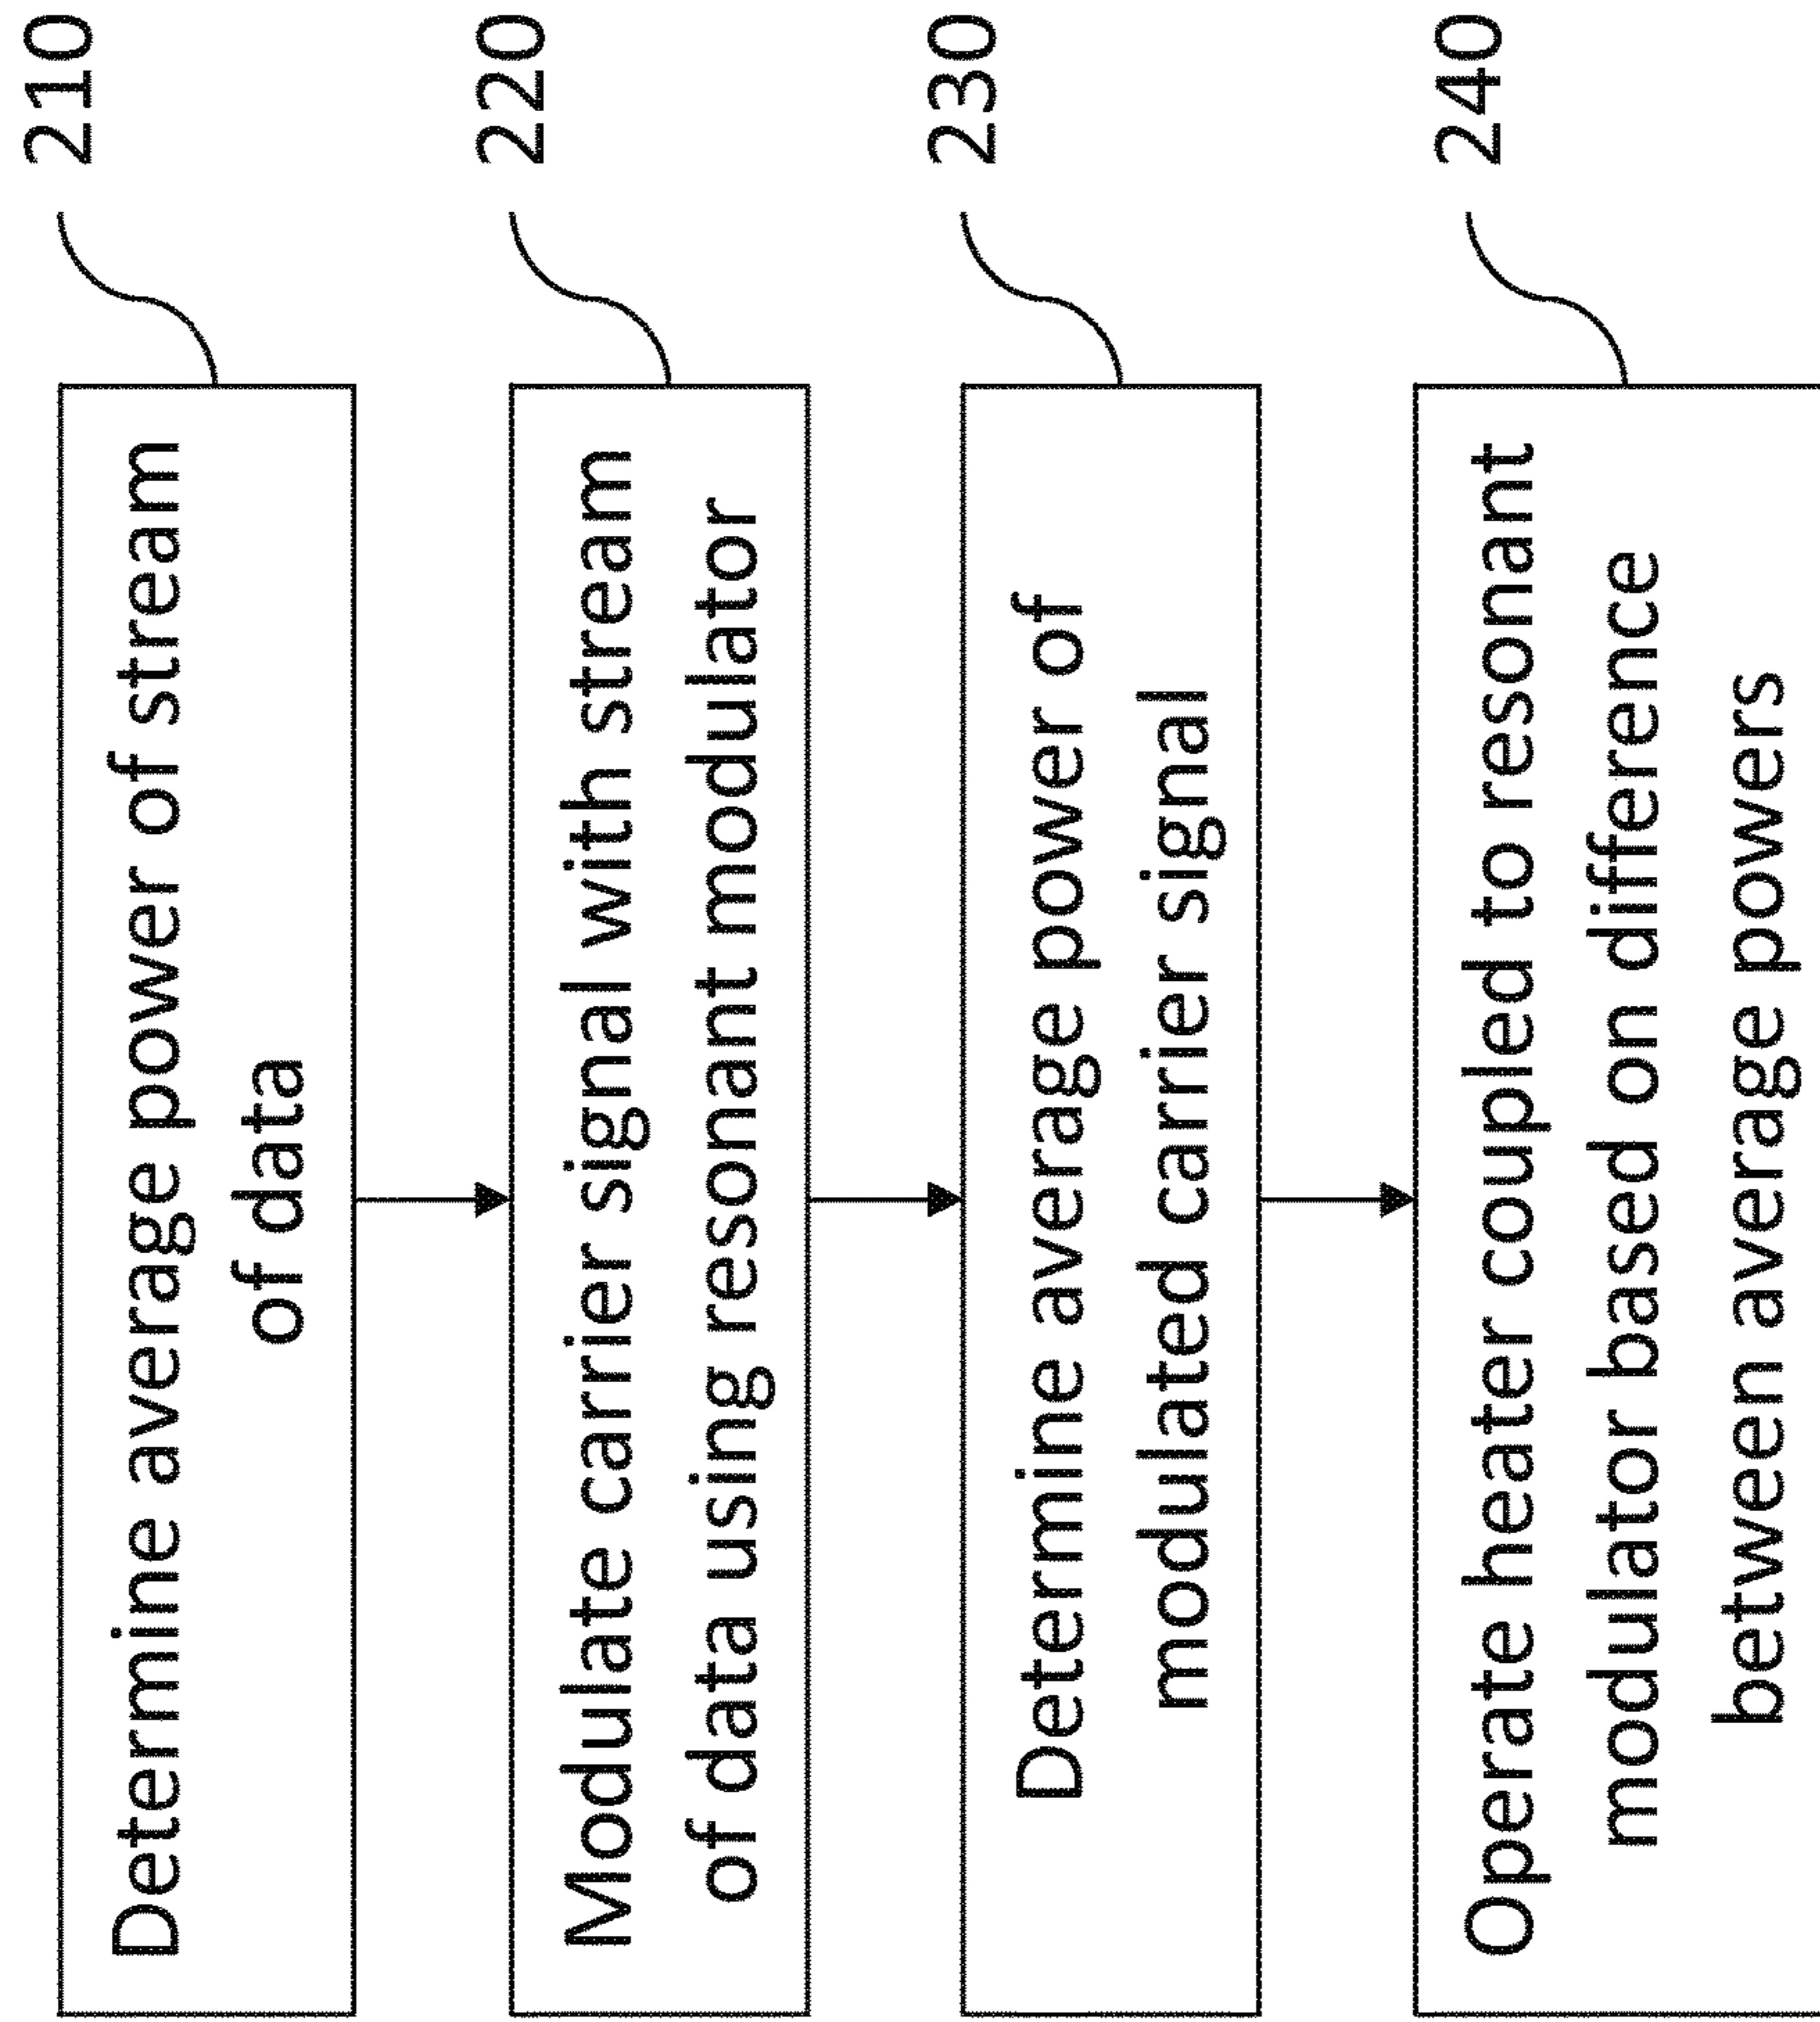 Determine average power of stream
of data
210
Modulate carrier signal with stream
of data using resonant modulator
220
Determine average power of
modulated carrier signal
230
Operate heater coupled to resonant
modulator based on difference
between average powers
240